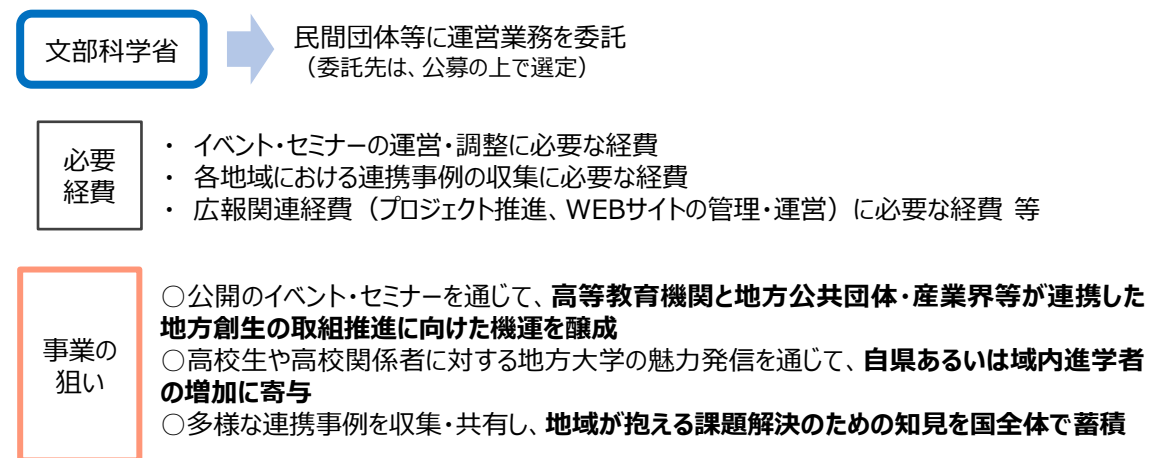 文部科学省
民間団体等に運営業務を委託
（委託先は、公募の上で選定）
必要
経費
・ イベント・セミナーの運営・調整に必要な経費
・ 各地域における連携事例の収集に必要な経費
・ 広報関連経費（プロジェクト推進、WEBサイトの管理・運営）に必要な経費 等
事業の
狙い
○公開のイベント・セミナーを通じて、高等教育機関と地方公共団体・産業界等が連携した
地方創生の取組推進に向けた機運を醸成
○高校生や高校関係者に対する地方大学の魅力発信を通じて、自県あるいは域内進学者
の増加に寄与
○多様な連携事例を収集・共有し、地域が抱える課題解決のための知見を国全体で蓄積